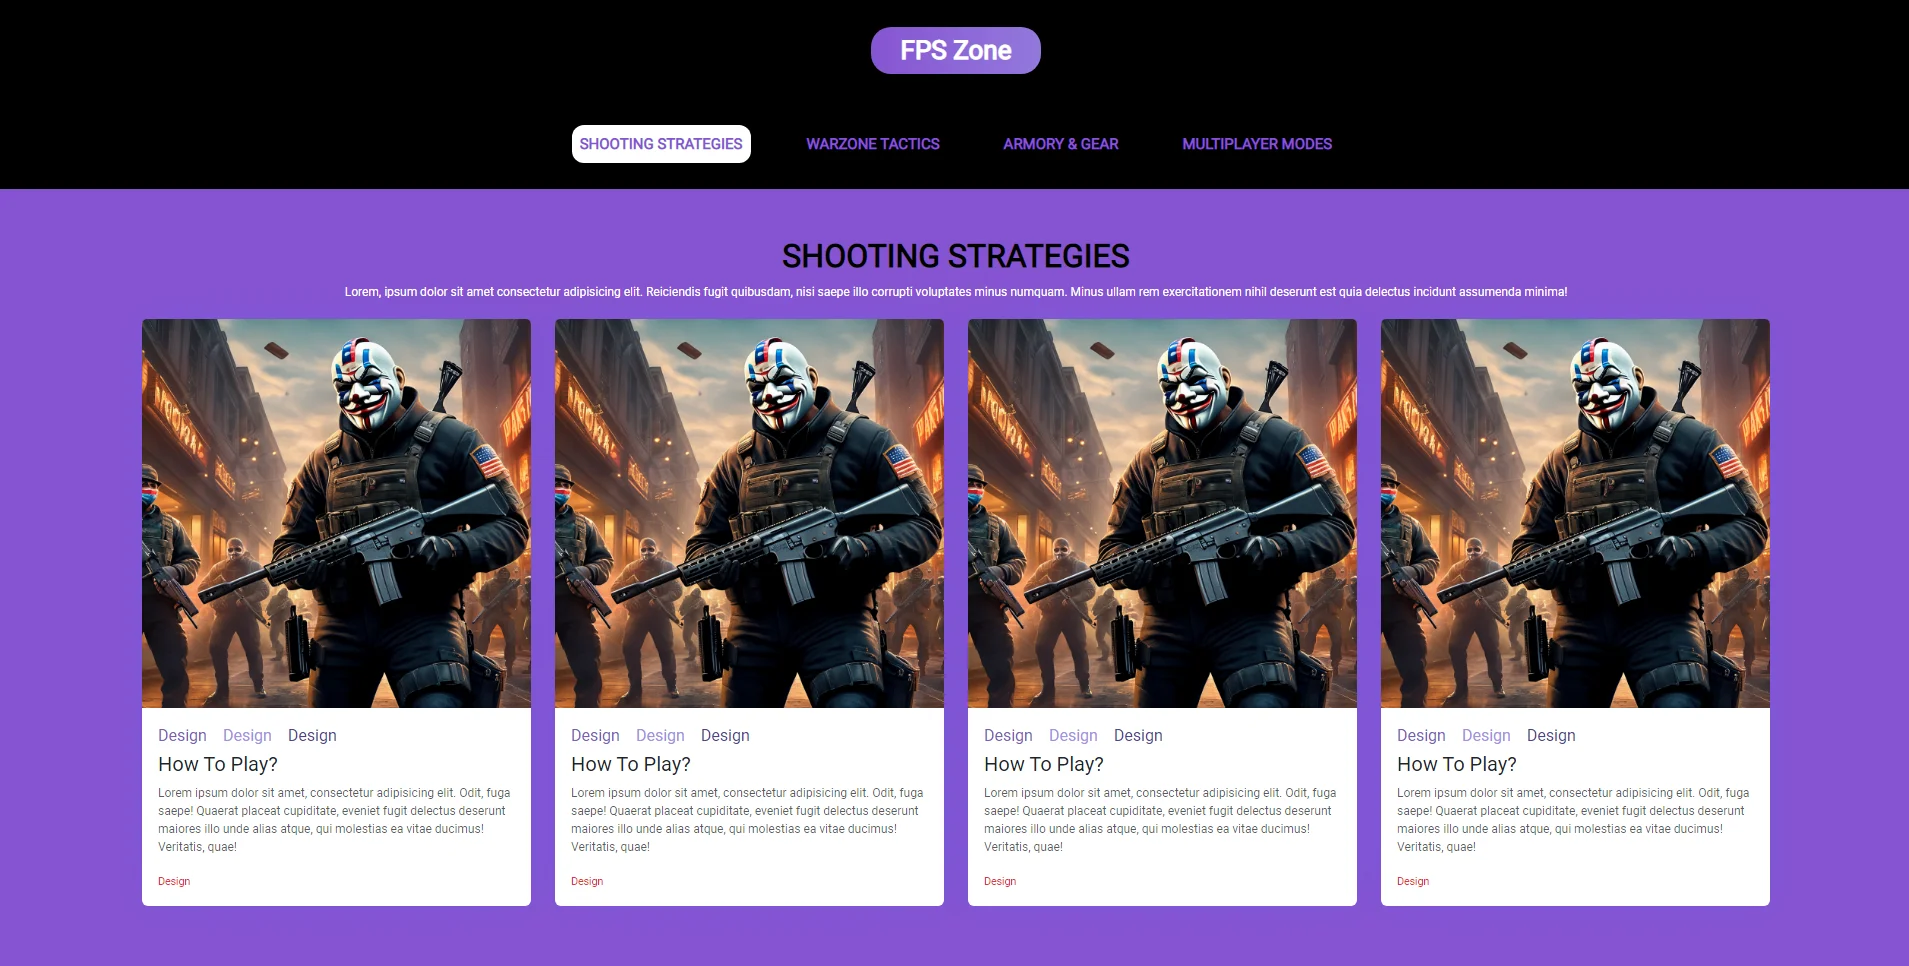 FPS Zone
SHOOTING STRATEGIES WARZONE TACTICS ARMORY & GEAR MULTIPLAYER MODES
SHOOTING STRATEGIES
Lorem, ipsum dolor sit amet consectetur adipisicing elit. Reiciendis fugit quibusdam, nisi saepe illo corrupti voluptates minus numquam. Minus ullam rem exercitationem nihil deserunt est quia delectus incidunt assumenda minima!
Design Design Design
How To Play?
Lorem ipsum dolor sit amet, consectetur adipisicing elit. Odit, fuga
saepe! Quaerat placeat cupiditate, eveniet fugit delectus deserunt
maiores illo unde alias atque, qui molestias ea vitae ducimus!
Veritatis, quae!
Design
Design Design Design
How To Play?
Lorem ipsum dolor sit amet, consectetur adipisicing elit. Odit, fuga
saepe! Quaerat placeat cupiditate, eveniet fugit delectus deserunt
maiores illo unde alias atque, qui molestias ea vitae ducimus!
Veritatis, quae!
Design
Design Design Design
How To Play?
Lorem ipsum dolor sit amet, consectetur adipisicing elit. Odit, fuga
saepe! Quaerat placeat cupiditate, eveniet fugit delectus deserunt
maiores illo unde alias atque, qui molestias ea vitae ducimus!
Veritatis, quae!
Design
Design Design Design
How To Play?
Lorem ipsum dolor sit amet, consectetur adipisicing elit. Odit, fuga
saepe! Quaerat placeat cupiditate, eveniet fugit delectus deserunt
maiores illo unde alias atque, qui molestias ea vitae ducimus!
Veritatis, quae!
Design